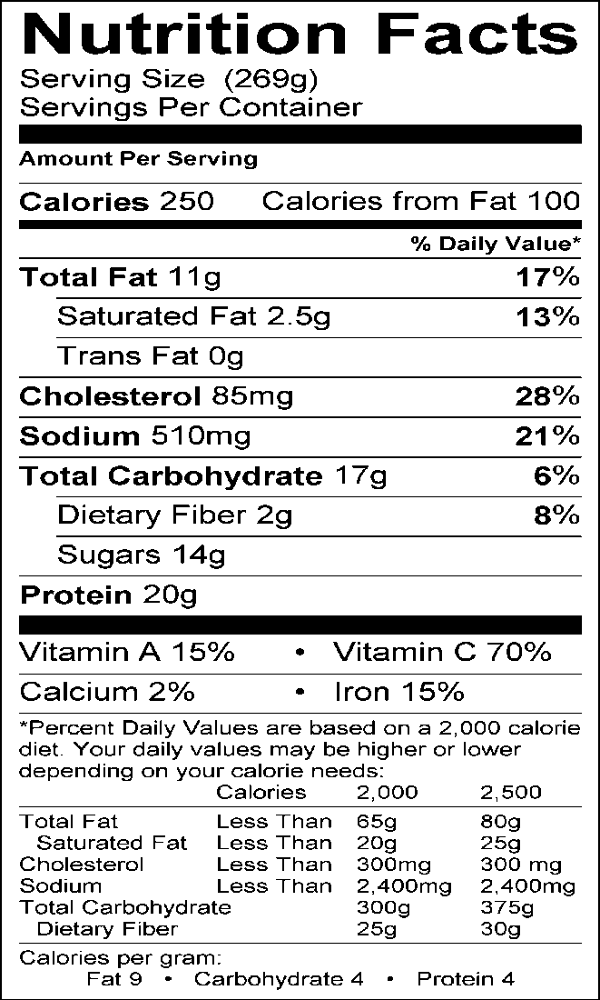 Nutrition Facts
Serving Size (269g)
Servings Per Container
Amount Per Serving
Calories 250 Calories from Fat 100
% Daily Value*
Total Fat 11g 17%
Saturated Fat 2.5g 13%
Trans Fat 0g
Cholesterol 85mg 28%
Sodium 510mg 21%
Total Carbohydrate 17g 6%
Dietary Fiber 2g 8%
Sugars 14g
Protein 20g
Vitamin A 15% • Vitamin C 70%
Calcium 2% • Iron 15%
*Percent Daily Values are based on a 2,000 calorie
diet. Your daily values may be higher or lower
depending on your calorie needs:
Calories 2,000 2,500
Total Fat Less Than 65g 80g
Saturated Fat Less Than 20g 25g
Cholesterol Less Than 300mg 300 mg
Sodium Less Than 2,400mg 2,400mg
Total Carbohydrate 300g 375g
Dietary Fiber 25g 30g
Calories per gram:
Fat 9 • Carbohydrate 4 • Protein 4